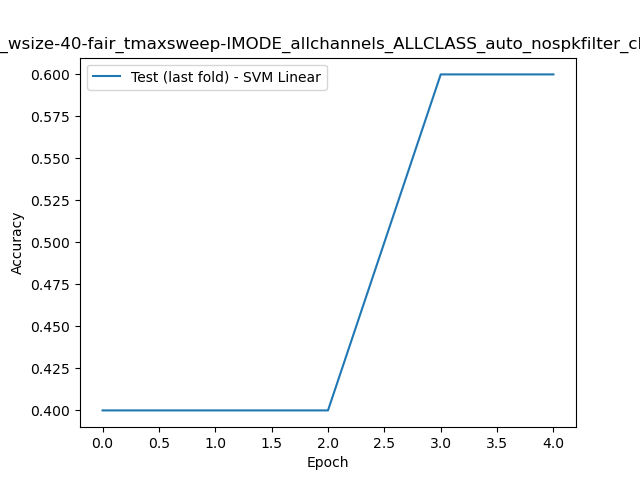 _wsize-40-fair_tmaxsweep-IMODE_allchannels_ALLCLASS_auto_nospkfilter_cl
Test (last fold) - SVM Linear
0.600
0.575
0.550
0.525
0.500
0.475
0.450
0.425
0.400
Accuracy
0.0 0.5 1.0 1.5 2.0 2.5 3.0 3.5 4.0
Epoch